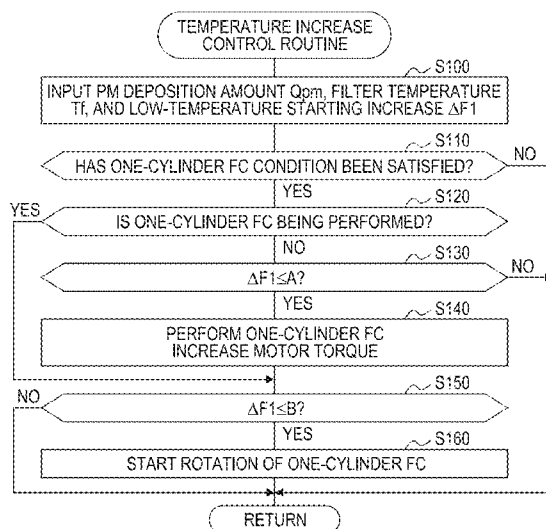 TEMPERATURE INCREASE
CONTROL ROUTINE
S100
INPUT PM DEPOSITION AMOUNT Qpm, FILTER TEMPERATURE
Tf, AND LOW-TEMPERATURE STARTING INCREASE ΔF1
S110
HAS ONE-CYLINDER FC CONDITION BEEN SATISFIED?
NO
YES
S120
YES
IS ONE-CYLINDER FC BEING PERFORMED?
NO
S130
ΔF1≤A?
NO
YES
S140
PERFORM ONE-CYLINDER FC
INCREASE MOTOR TORQUE
S150
NO
ΔF1≤B?
YES
S160
START ROTATION OF ONE-CYLINDER FC
RETURN